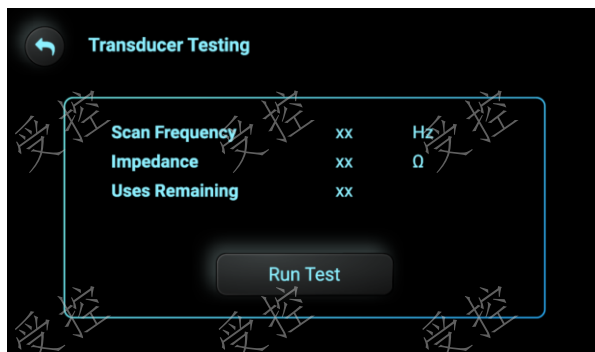 Transducer Testing
受控 受控 受控
Scan Frequency xx Hz
Impedance xx Ω
Uses Remaining xx
Run Test
受控 受控 受控